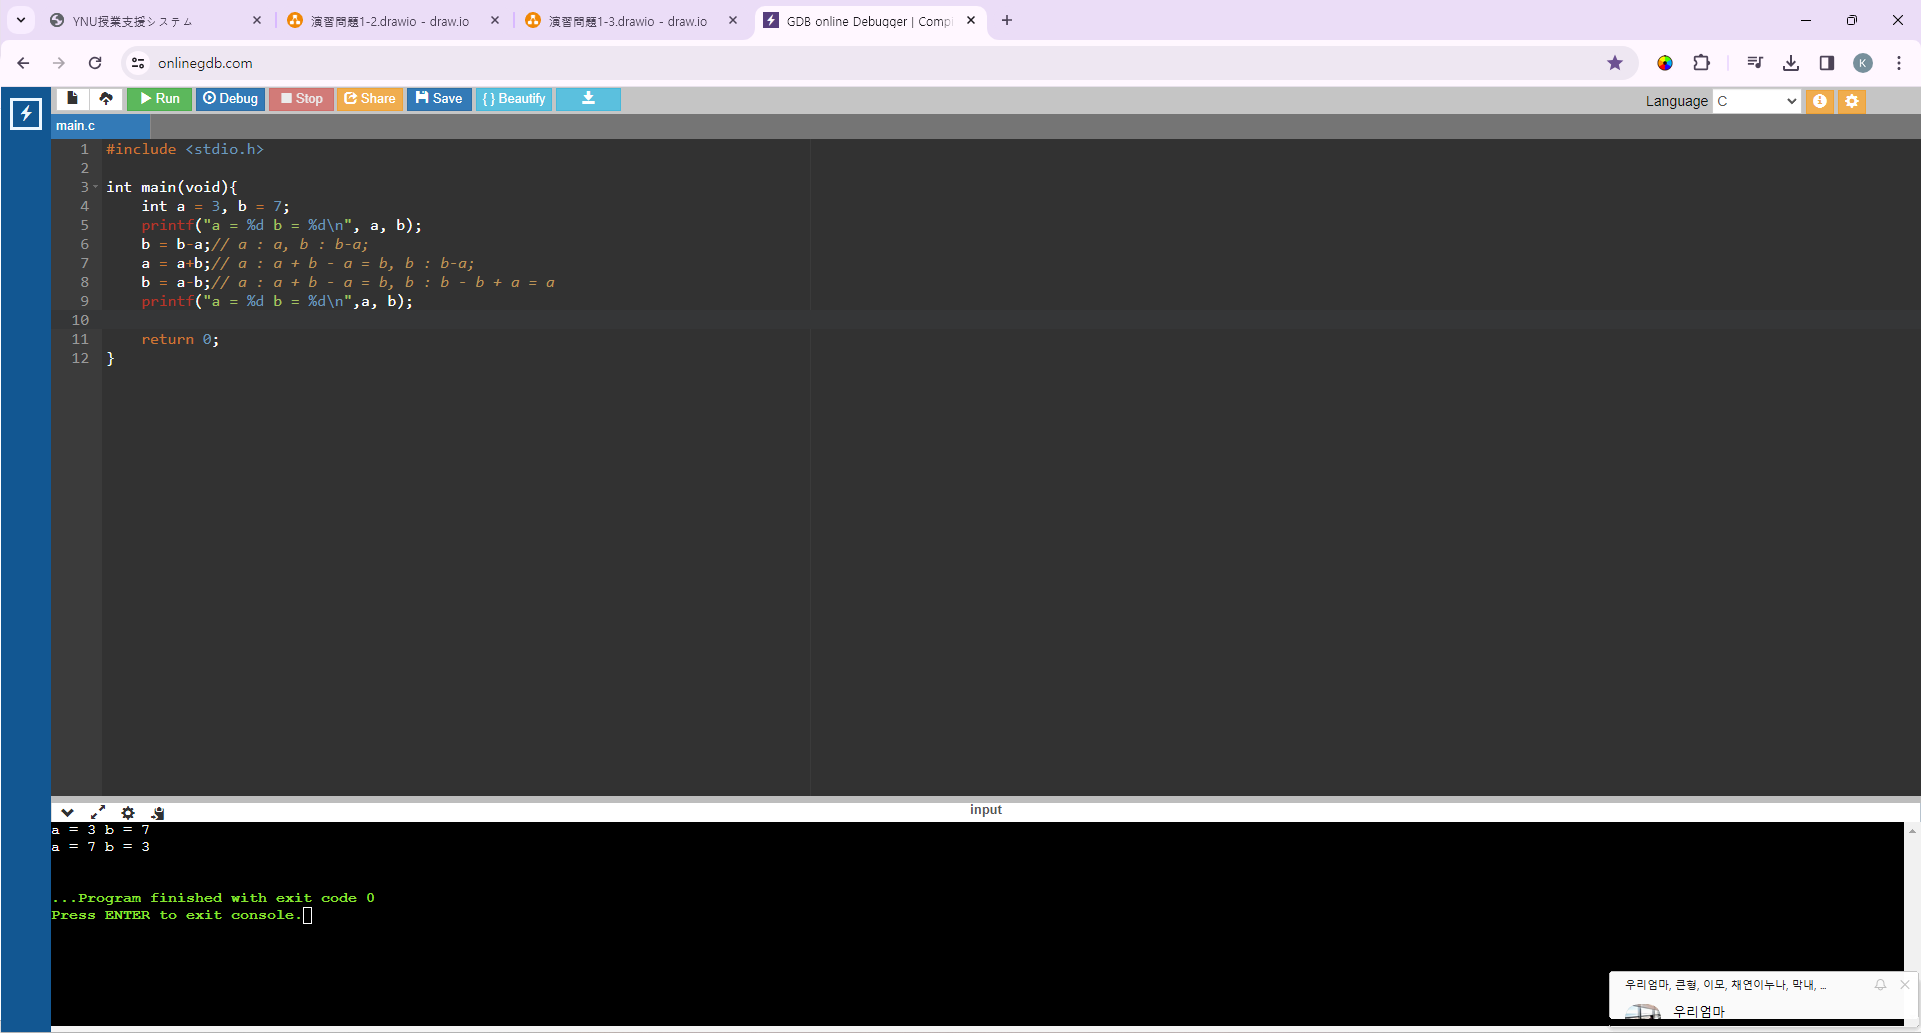 YNU授業支援システム
演習問題1-2.drawio - draw.io
演習問題1-3.drawio - draw.io
GDB online Debugger | Compi
onlinegdb.com
K
Run
Debug
Stop
Share
Save
{ } Beautify
Language C
main.c
1 #include <stdio.h>
2
3 int main(void){
4 int a = 3, b = 7;
5 printf("a = %d b = %d\n", a, b);
6 b = b-a;// a : a, b : b-a;
7 a = a+b;// a : a + b - a = b, b : b-a;
8 b = a-b;// a : a + b - a = b, b : b - b + a = a
9 printf("a = %d b = %d\n",a, b);
10
11 return 0;
12 }
input
a = 3 b = 7
a = 7 b = 3
...Program finished with exit code 0
Press ENTER to exit console.
우리엄마, 큰형, 이모, 채연이누나, 막내, ...
우리엄마